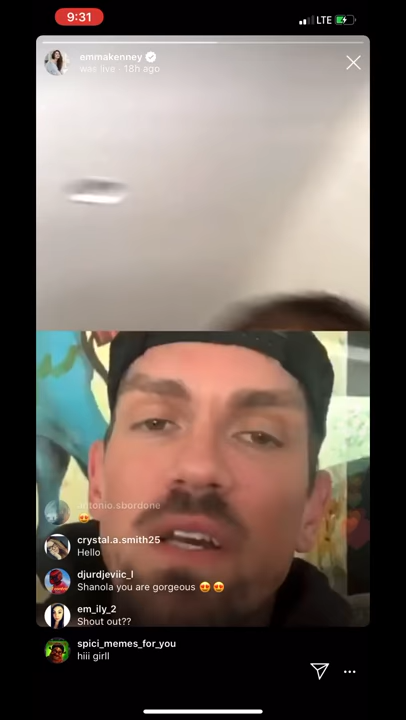 9:31
LTE
emmakenney
was live · 18h ago
antonio.sbordone
😍
crystal.a.smith25
Hello
djurdjeviic_l
Shanola you are gorgeous 😍😍
em_ily_2
Shout out??
spici_memes_for_you
hiii girll